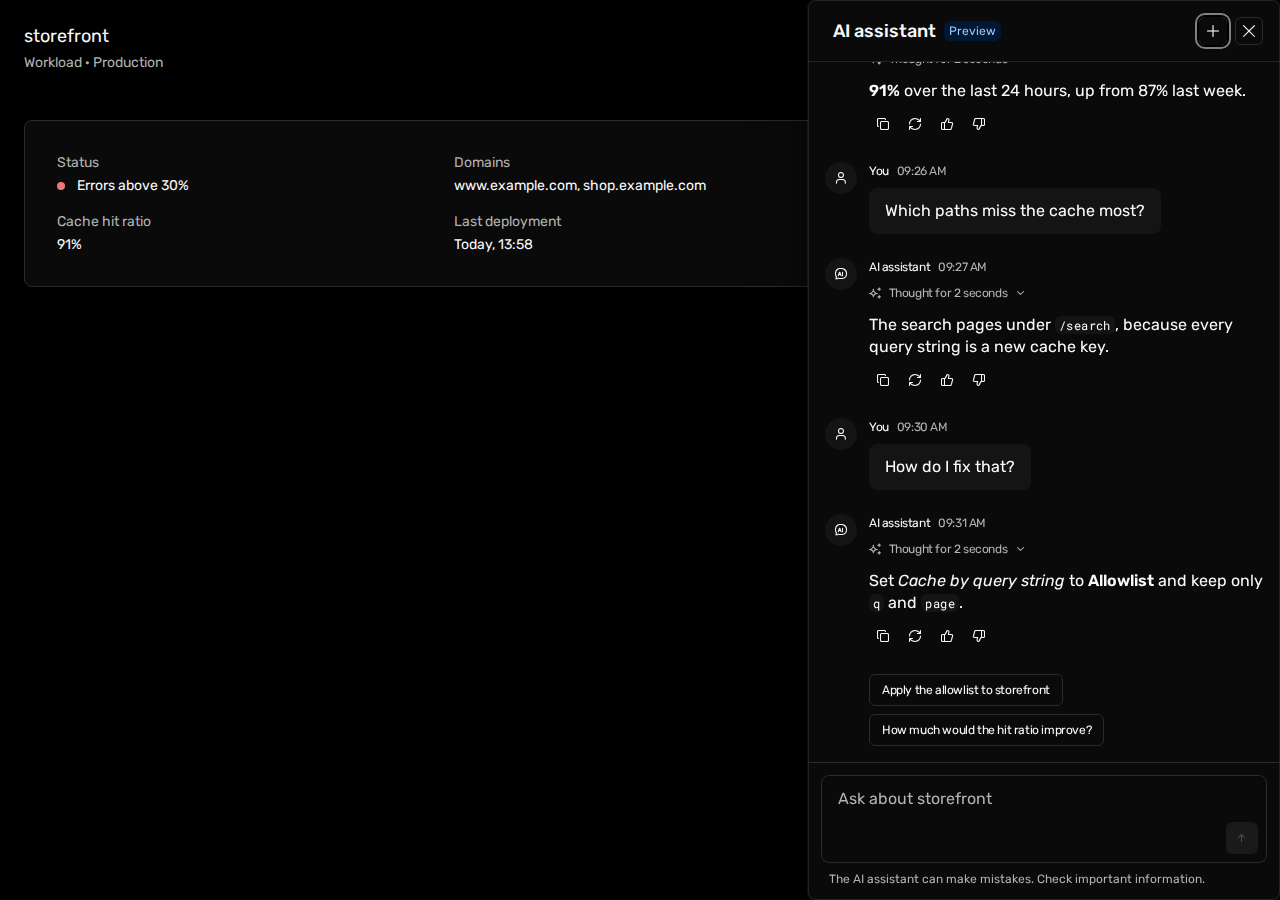 storefront
Workload • Production
Status
Errors above 30%
Domains
www.example.com, shop.example.com
Cache hit ratio
91%
Last deployment
Today, 13:58
AI assistant Preview
91% over the last 24 hours, up from 87% last week.
You 09:26 AM
Which paths miss the cache most?
AI assistant 09:27 AM
Thought for 2 seconds
The search pages under /search, because every
query string is a new cache key.
You 09:30 AM
How do I fix that?
AI assistant 09:31 AM
Thought for 2 seconds
Set Cache by query string to Allowlist and keep only
q and page.
Apply the allowlist to storefront
How much would the hit ratio improve?
Ask about storefront
The AI assistant can make mistakes. Check important information.